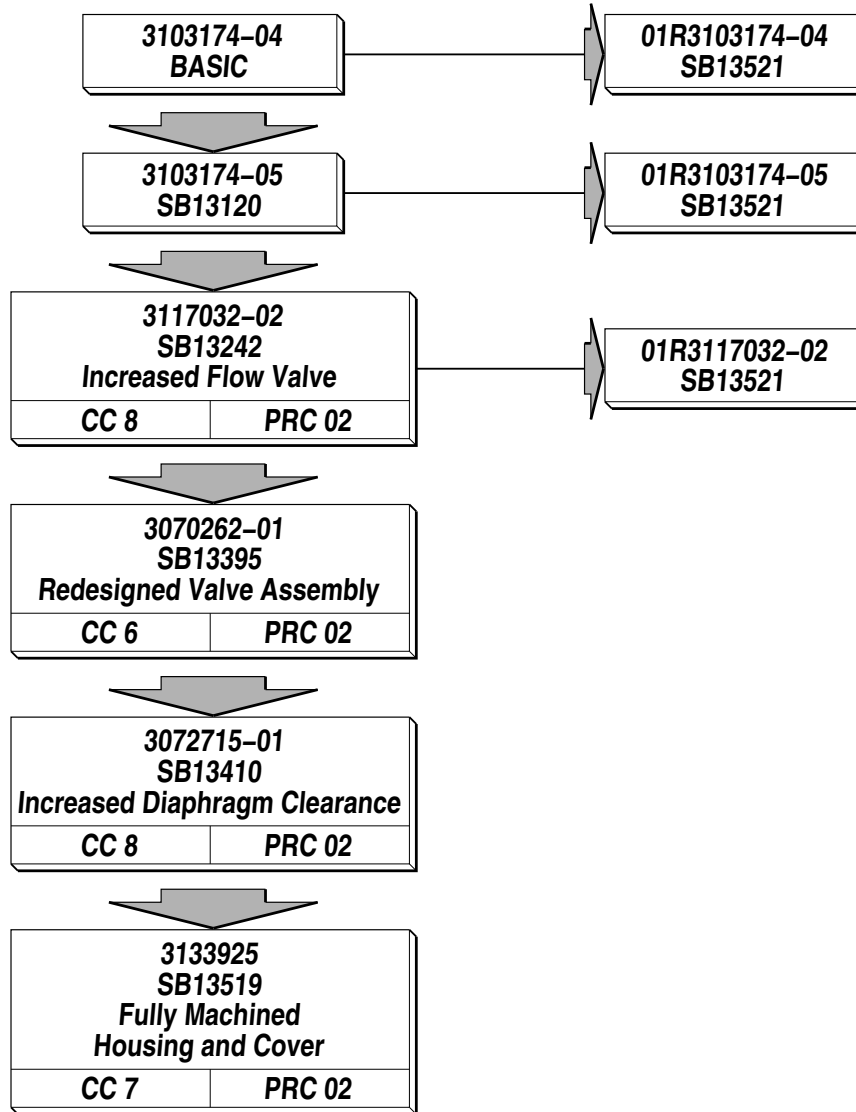 3103174–04
BASIC
01R3103174–04
SB13521
3103174–05
SB13120
01R3103174–05
SB13521
3117032–02
SB13242
Increased Flow Valve
CC 8
PRC 02
01R3117032–02
SB13521
3070262–01
SB13395
Redesigned Valve Assembly
CC 6
PRC 02
3072715–01
SB13410
Increased Diaphragm Clearance
CC 8
PRC 02
3133925
SB13519
Fully Machined
Housing and Cover
CC 7
PRC 02